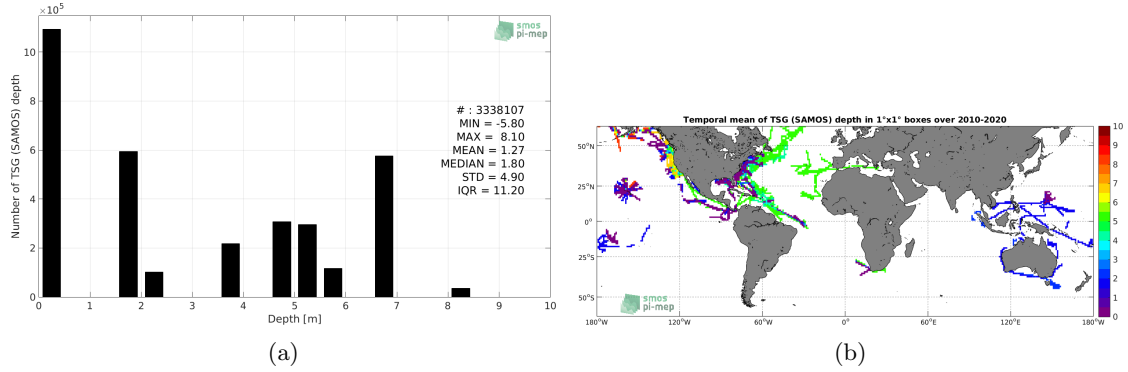 ×10⁵
10
8
6
4
2
0
Number of TSG (SAMOS) depth
0 1 2 3 4 5 6 7 8 9 10
Depth [m]
smos
pi-mep
# : 3338107
MIN = -5.80
MAX = 8.10
MEAN = 1.27
MEDIAN = 1.80
STD = 4.90
IQR = 11.20
(a)
Temporal mean of TSG (SAMOS) depth in 1°x1° boxes over 2010-2020
50°N
25°N
0°
25°S
50°S
180°W 120°W 60°W 0° 60°E 120°E 180°W
smos
pi-mep
10
9
8
7
6
5
4
3
2
1
0
(b)